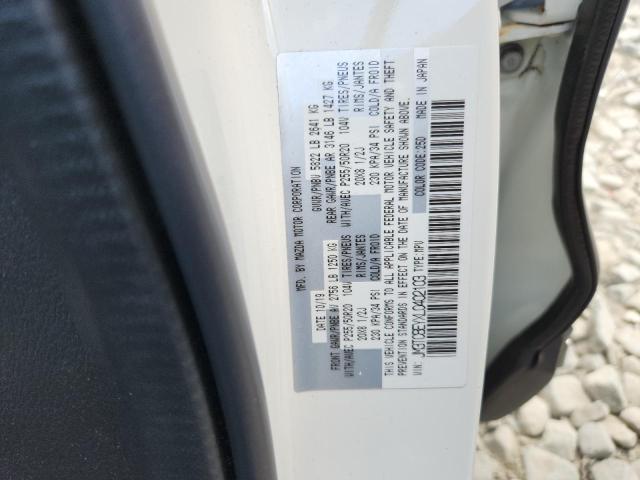 MFD. BY MAZDA MOTOR CORPORATION
DATE 10/19 GVWR/PNBV 5822 LB 2641 KG
FRONT GAWR/PNBE AV 2756 LB 1250 KG REAR GAWR/PNBE AR 3146 LB 1427 KG
WITH/AVEC P255/50R20 104V TIRES/PNEUS WITH/AVEC P255/50R20 104V TIRES/PNEUS
20X8 1/2J RIMS/JANTES 20X8 1/2J RIMS/JANTES
230 KPA/34 PSI COLD/A FROID 230 KPA/34 PSI COLD/A FROID
THIS VEHICLE CONFORMS TO ALL APPLICABLE FEDERAL MOTOR VEHICLE SAFETY AND THEFT
PREVENTION STANDARDS IN EFFECT ON THE DATE OF MANUFACTURE SHOWN ABOVE.
COLOR CODE:25D MADE IN JAPAN
VIN: JM3TCBEYXL0402103 TYPE:MPV